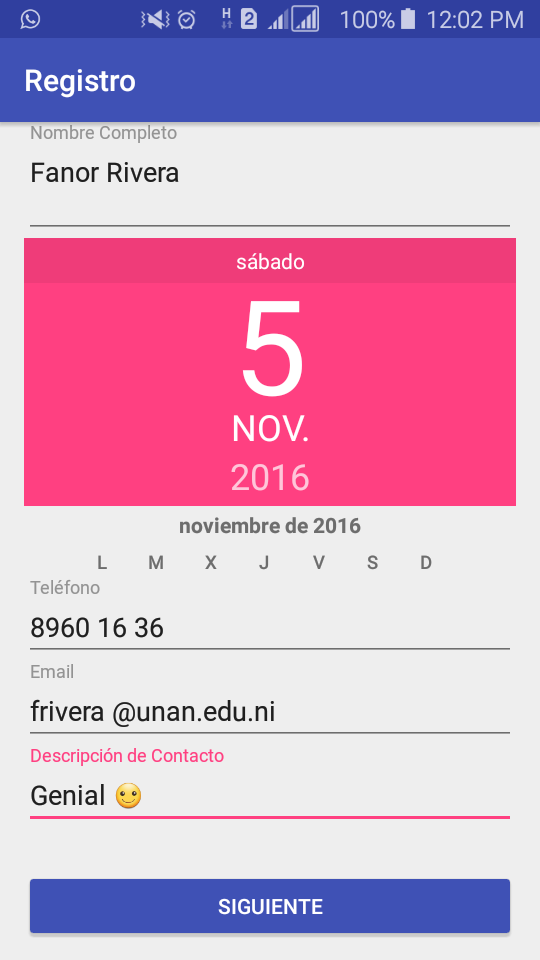 H 2 100% 12:02 PM
Registro
Nombre Completo
Fanor Rivera
sábado
5
NOV.
2016
noviembre de 2016
L M X J V S D
Teléfono
8960 16 36
Email
frivera @unan.edu.ni
Descripción de Contacto
Genial 🙂
SIGUIENTE